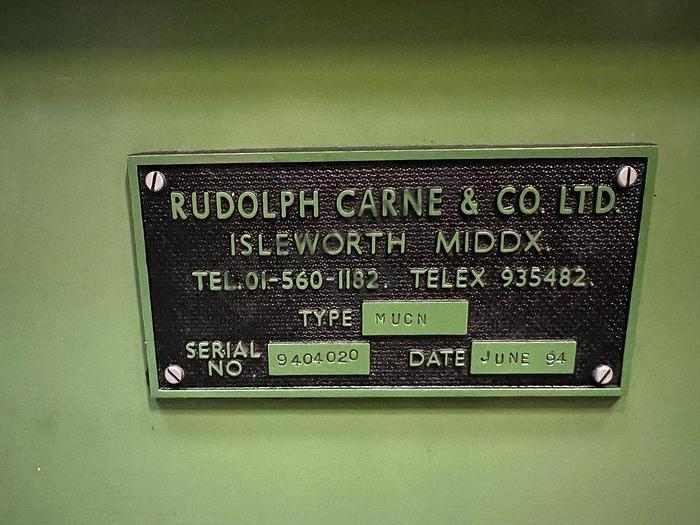 RUDOLPH CARNE & CO. LTD.
ISLEWORTH MIDDX.
TEL. 01-560-1182. TELEX 935482.
TYPE MUCN
SERIAL NO 9404020 DATE JUNE 94